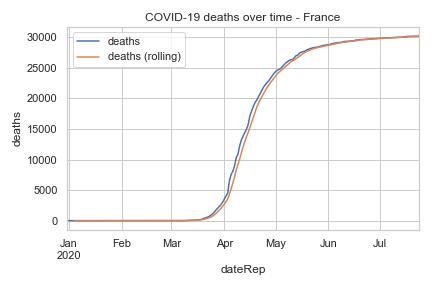 COVID-19 deaths over time - France
deaths
deaths (rolling)
30000
25000
20000
15000
10000
5000
0
deaths
Jan Feb Mar Apr May Jun Jul
2020
dateRep